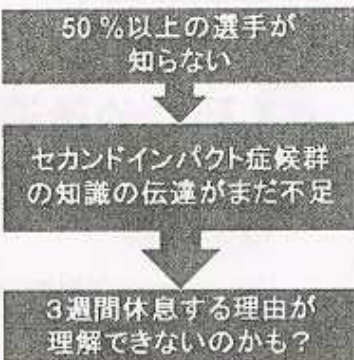 50％以上の選手が
知らない
セカンドインパクト症候群
の知識の伝達がまだ不足
3週間休息する理由が
理解できないのかも？